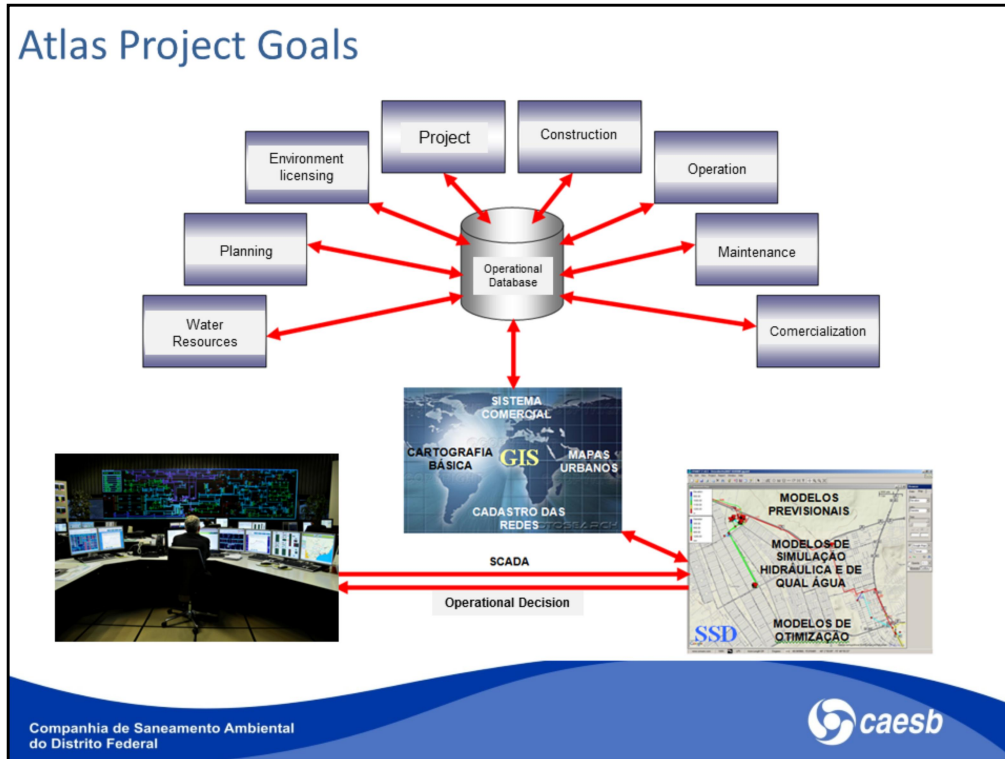 Atlas Project Goals
Project
Construction
Environment
licensing
Operation
Planning
Operational
Database
Maintenance
Water
Resources
Comercialization
SISTEMA
COMERCIAL
CARTOGRAFIA
BÁSICA
GIS
MAPAS
URBANOS
CADASTRO DAS
REDES
OTOSEARCH
MODELOS
PREVISIONAIS
MODELOS DE
SIMULAÇÃO
HIDRÁULICA E DE
QUAL ÁGUA
MODELOS DE
OTIMIZAÇÃO
SSD
SCADA
Operational Decision
Companhia de Saneamento Ambiental
do Distrito Federal
caesb